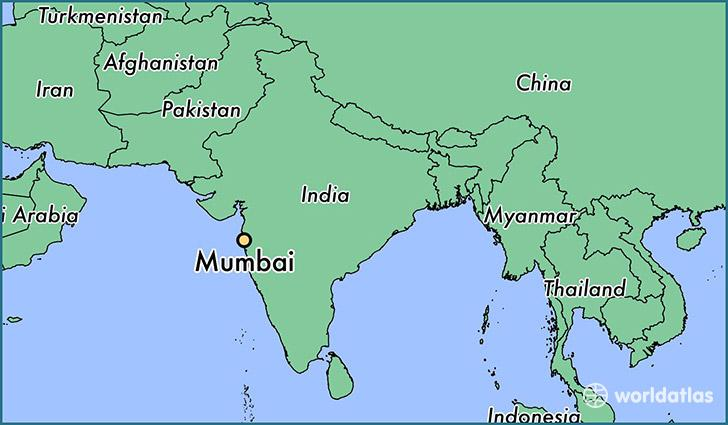 Turkmenistan
Afghanistan
Iran
China
Pakistan
India
i Arabia
Myanmar
Mumbai
Thailand
worldatlas
Indonesia